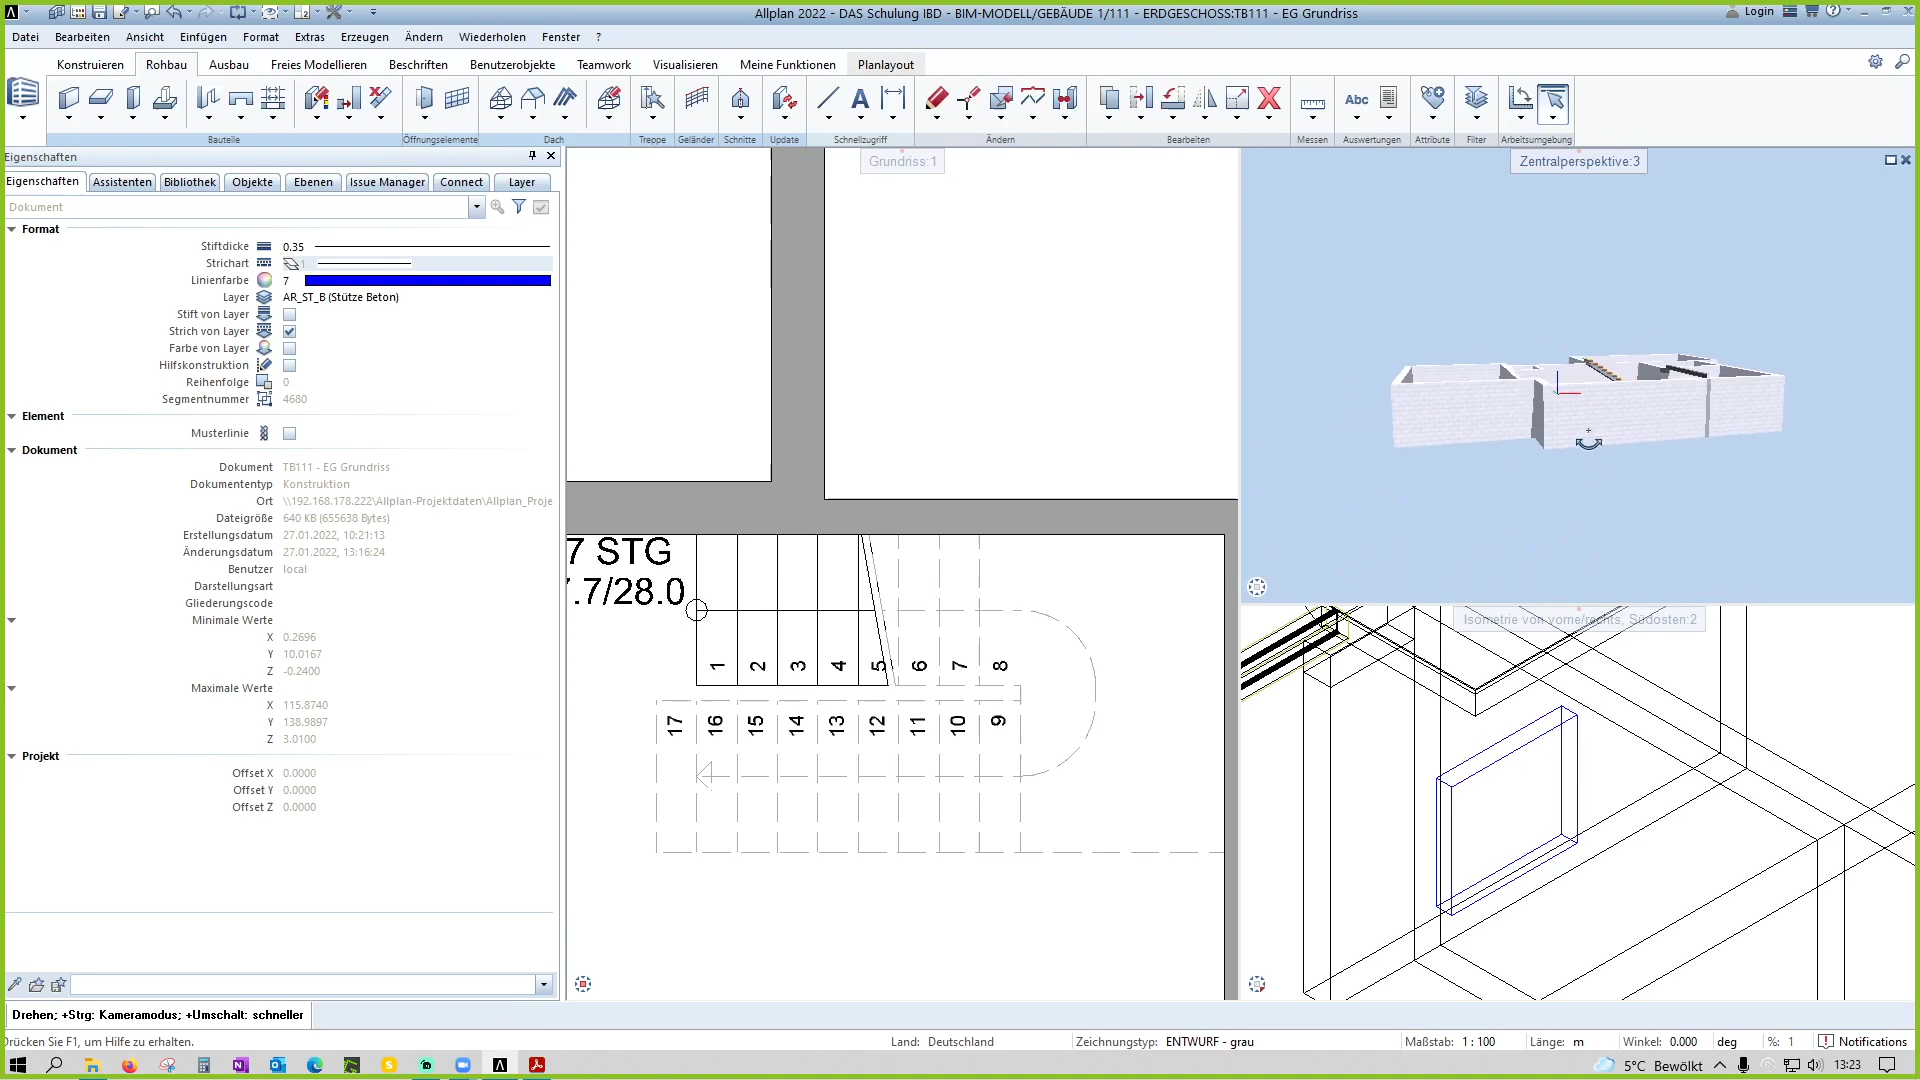 Allplan 2022 - DAS Schulung IBD - BIM-MODELL/GEBÄUDE 1/111 - ERDGESCHOSS:TB111 - EG Grundriss
Login
Datei Bearbeiten Ansicht Einfügen Format Extras Erzeugen Ändern Wiederholen Fenster ?
Konstruieren Rohbau Ausbau Freies Modellieren Beschriften Benutzerobjekte Teamwork Visualisieren Meine Funktionen Planlayout
Abc
Bauteile Öffnungselemente Dach Treppe Geländer Schnitte Update Schnellzugriff Ändern Bearbeiten Messen Auswertungen Attribute Filter Arbeitsumgebung
Eigenschaften
Eigenschaften Assistenten Bibliothek Objekte Ebenen Issue Manager Connect Layer
Dokument
Format
Stiftdicke 0.35
Strichart 1
Linienfarbe 7
Layer AR_ST_B (Stütze Beton)
Stift von Layer
Strich von Layer
Farbe von Layer
Hilfskonstruktion
Reihenfolge 0
Segmentnummer 4680
Element
Musterlinie
Dokument
Dokument TB111 - EG Grundriss
Dokumententyp Konstruktion
Ort \\192.168.178.222\Allplan-Projektdaten\Allplan_Proje
Dateigröße 640 KB (655638 Bytes)
Erstellungsdatum 27.01.2022, 10:21:13
Änderungsdatum 27.01.2022, 13:16:24
Benutzer local
Darstellungsart
Gliederungscode
Minimale Werte
X 0.2696
Y 10.0167
Z -0.2400
Maximale Werte
X 115.8740
Y 138.9897
Z 3.0100
Projekt
Offset X 0.0000
Offset Y 0.0000
Offset Z 0.0000
Grundriss:1
7 STG
.7/28.0
1 2 3 4 5 6 7 8
17 16 15 14 13 12 11 10 9
Zentralperspektive:3
Isometrie von vorne/rechts, Südosten:2
Drehen; +Strg: Kameramodus; +Umschalt: schneller
Drücken Sie F1, um Hilfe zu erhalten.
Land: Deutschland
Zeichnungstyp: ENTWURF - grau
Maßstab: 1 : 100
Länge: m
Winkel: 0.000 deg
%: 1
Notifications
5°C Bewölkt
13:23